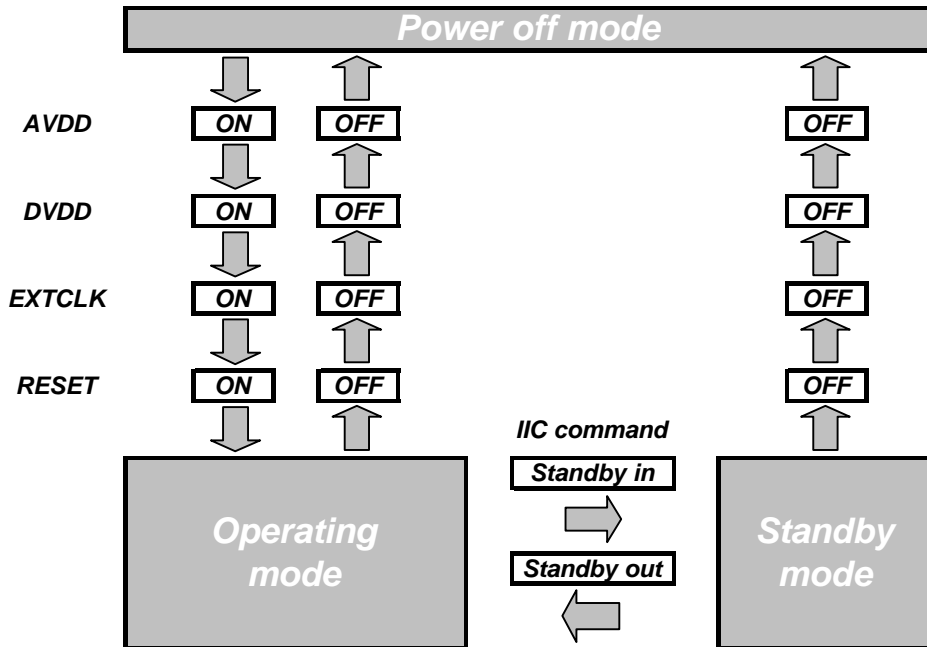 Power off mode
AVDD ON OFF OFF
DVDD ON OFF OFF
EXTCLK ON OFF OFF
RESET ON OFF OFF
IIC command
Standby in
Operating
mode
Standby
mode
Standby out